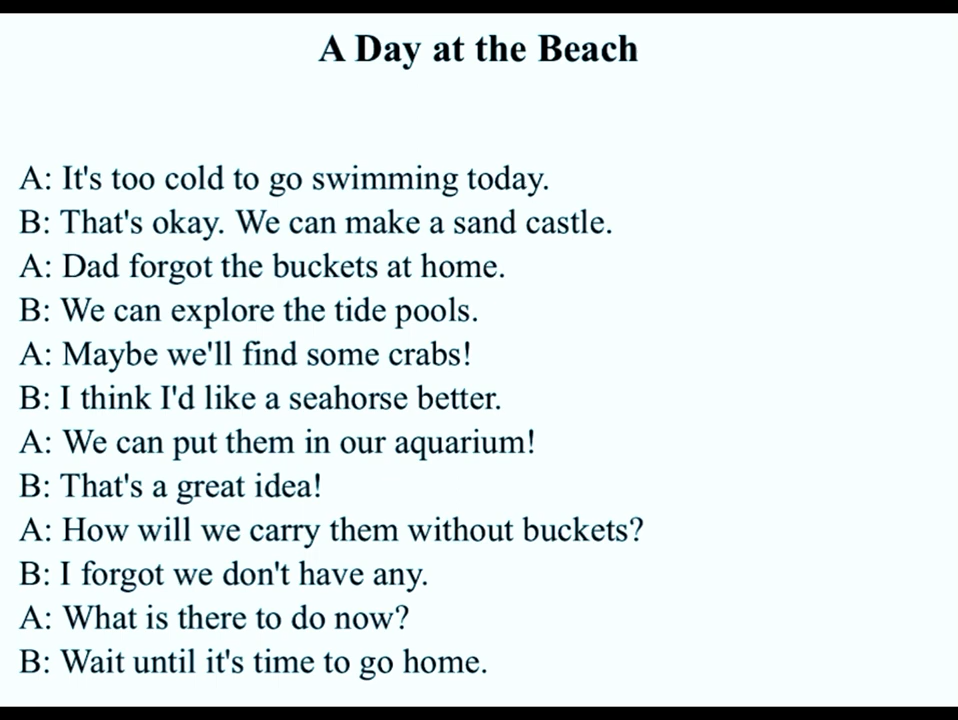 A Day at the Beach
A: It's too cold to go swimming today.
B: That's okay. We can make a sand castle.
A: Dad forgot the buckets at home.
B: We can explore the tide pools.
A: Maybe we'll find some crabs!
B: I think I'd like a seahorse better.
A: We can put them in our aquarium!
B: That's a great idea!
A: How will we carry them without buckets?
B: I forgot we don't have any.
A: What is there to do now?
B: Wait until it's time to go home.